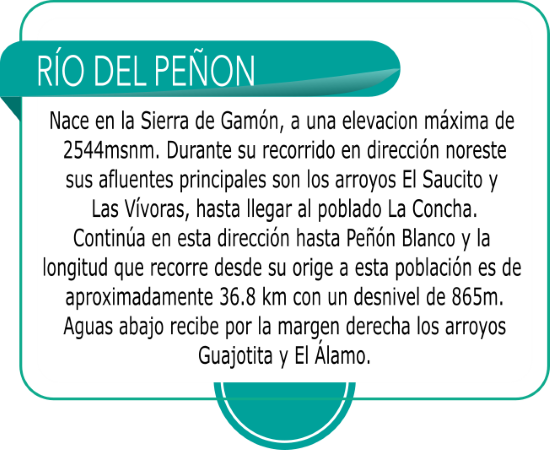 RÍO DEL PEÑON
Nace en la Sierra de Gamón, a una elevacion máxima de
2544msnm. Durante su recorrido en dirección noreste
sus afluentes principales son los arroyos El Saucito y
Las Vívoras, hasta llegar al poblado La Concha.
Continúa en esta dirección hasta Peñón Blanco y la
longitud que recorre desde su orige a esta población es de
aproximadamente 36.8 km con un desnivel de 865m.
Aguas abajo recibe por la margen derecha los arroyos
Guajotita y El Álamo.